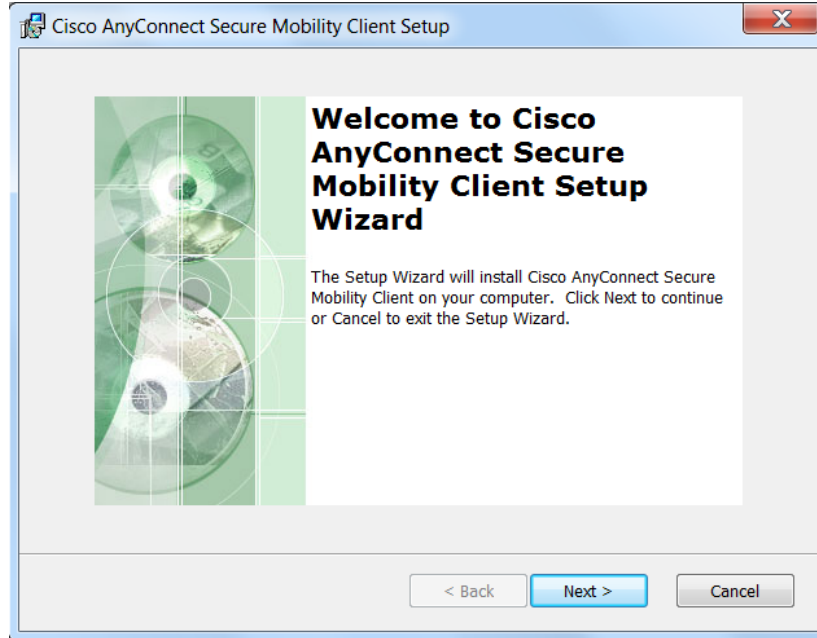 Cisco AnyConnect Secure Mobility Client Setup
X
Welcome to Cisco
AnyConnect Secure
Mobility Client Setup
Wizard
The Setup Wizard will install Cisco AnyConnect Secure
Mobility Client on your computer.  Click Next to continue
or Cancel to exit the Setup Wizard.
< Back
Next >
Cancel